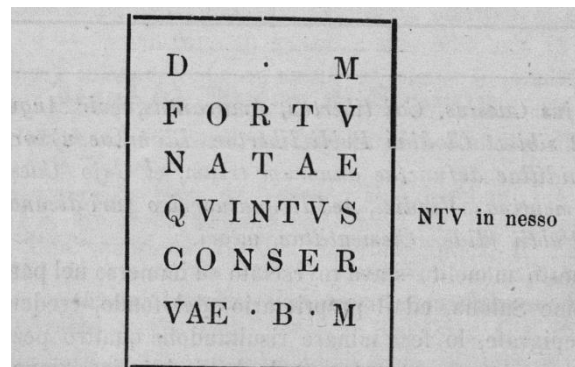 D · M
FORTV
NATAE
QVINTVS NTV in nesso
CONSER
VAE · B · M